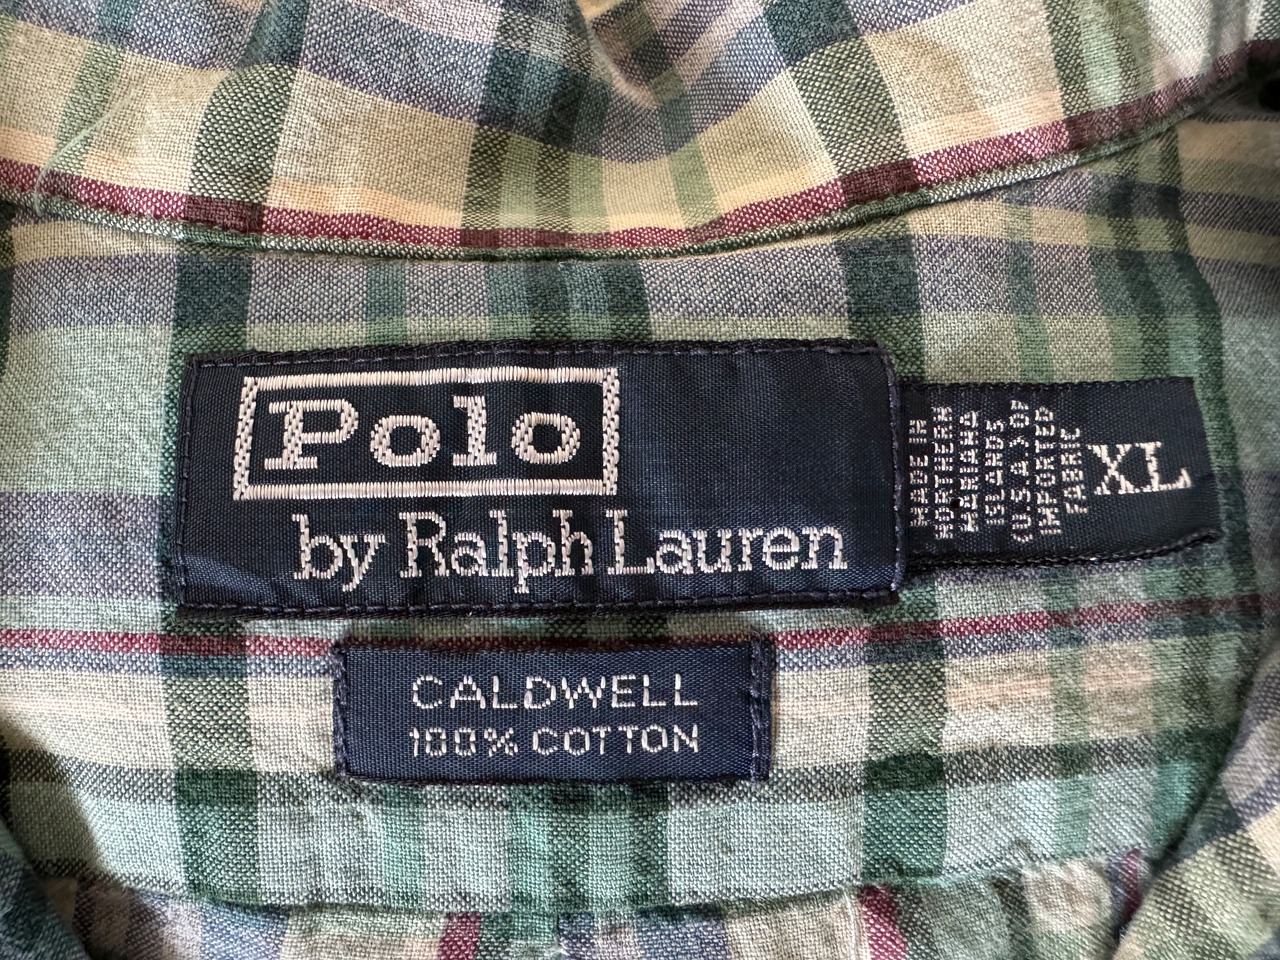 Polo
by Ralph Lauren
MADE IN
NORTHERN
MARIANA
ISLANDS
(U.S.A.) OF
IMPORTED
FABRIC
XL
CALDWELL
100% COTTON